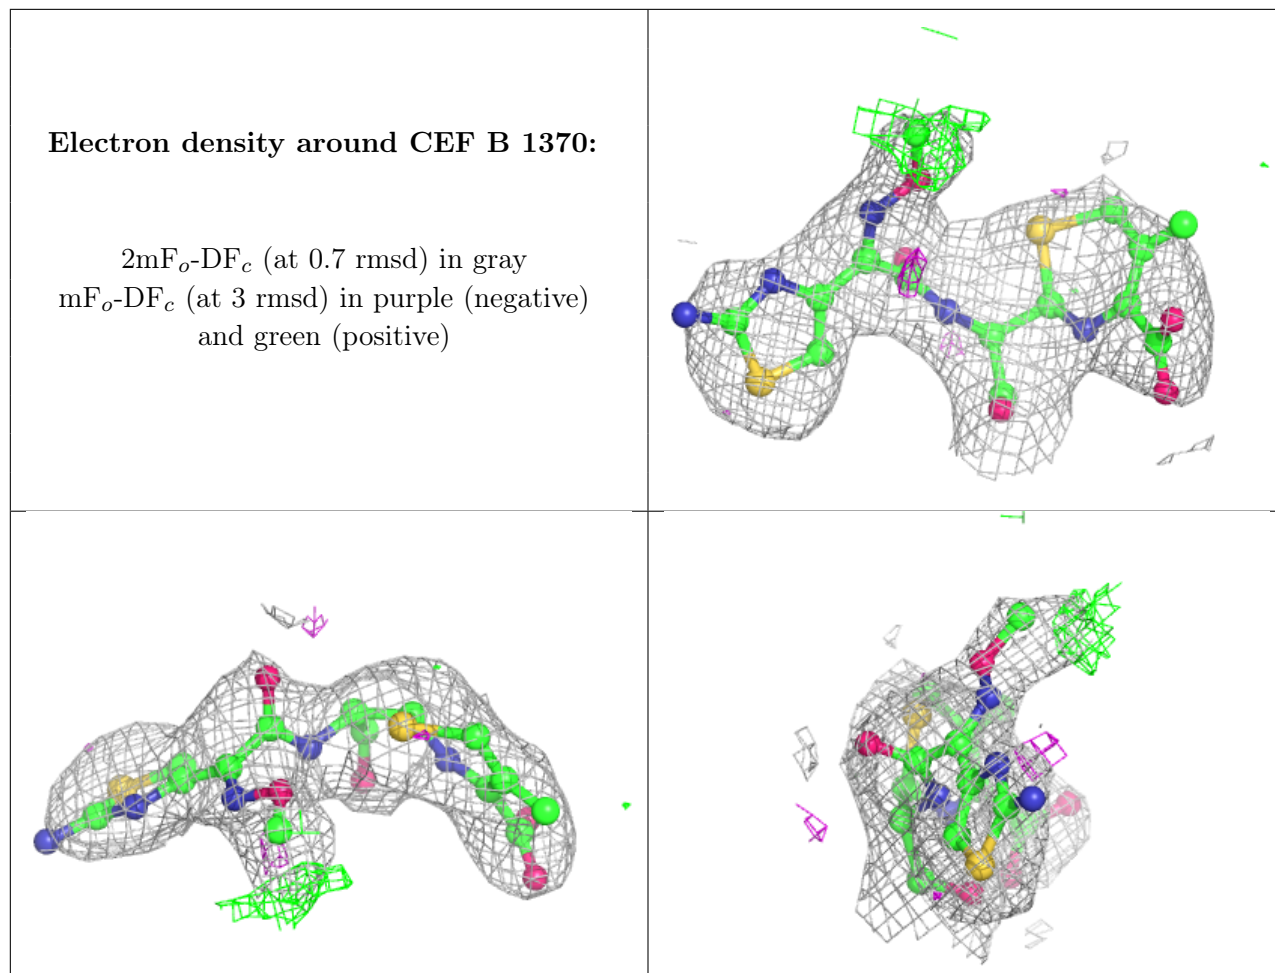 Electron density around CEF B 1370:
2mFo-DFc (at 0.7 rmsd) in gray
mFo-DFc (at 3 rmsd) in purple (negative)
and green (positive)